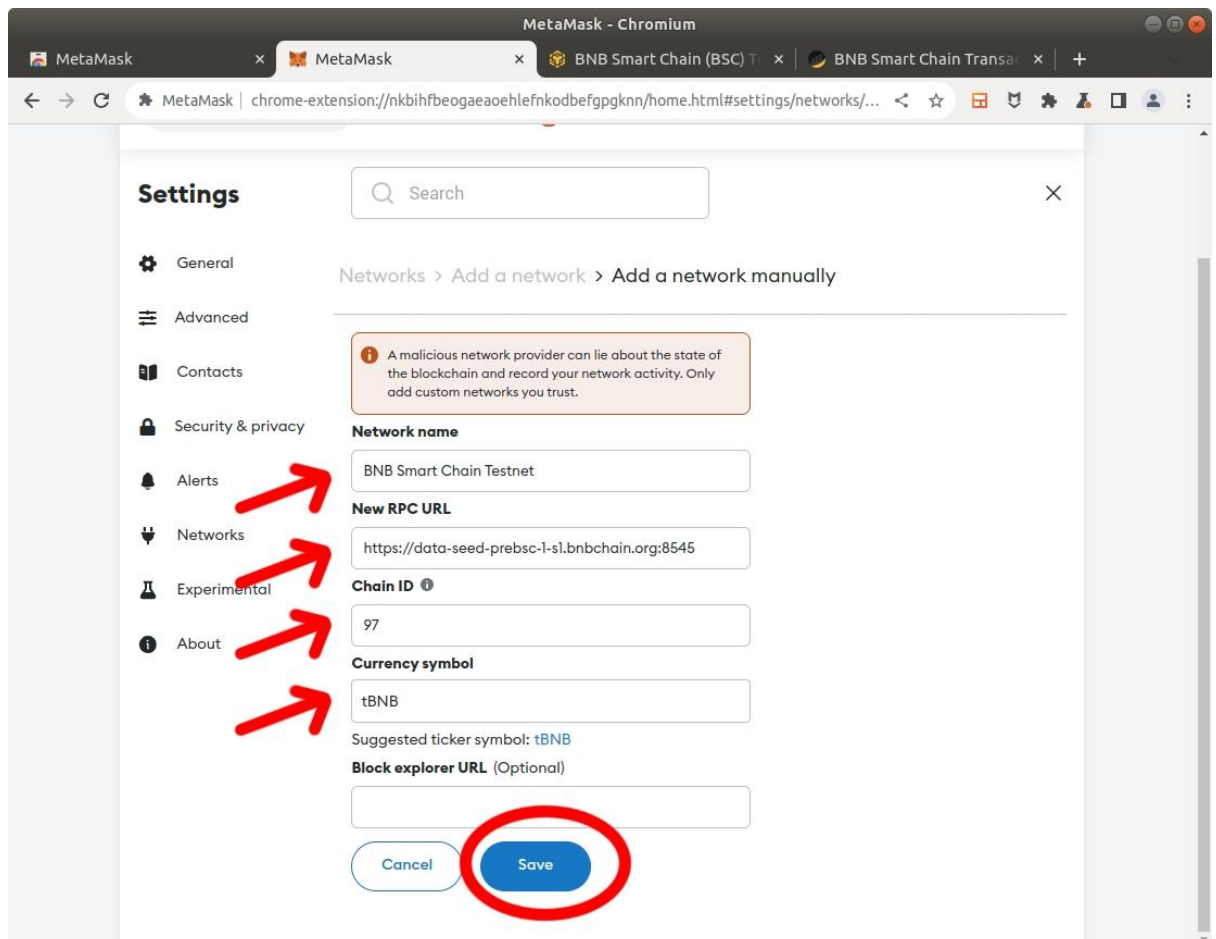 MetaMask - Chromium
MetaMask
MetaMask
BNB Smart Chain (BSC) T
BNB Smart Chain Transac
MetaMask | chrome-extension://nkbihfbeogaeaoehlefnkodbefgpgknn/home.html#settings/networks/...
Settings
Search
General
Advanced
Contacts
Security & privacy
Alerts
Networks
Experimental
About
Networks > Add a network > Add a network manually
A malicious network provider can lie about the state of
the blockchain and record your network activity. Only
add custom networks you trust.
Network name
BNB Smart Chain Testnet
New RPC URL
https://data-seed-prebsc-1-s1.bnbchain.org:8545
Chain ID
97
Currency symbol
tBNB
Suggested ticker symbol: tBNB
Block explorer URL (Optional)
Cancel
Save